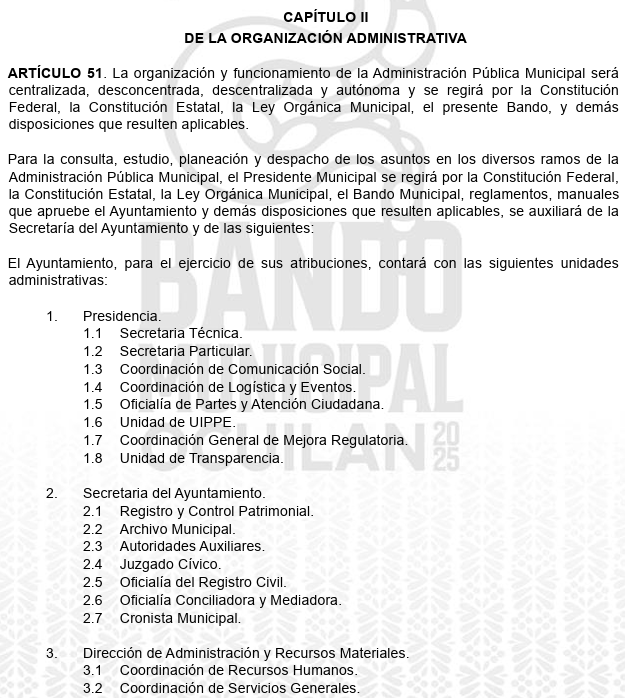 CAPÍTULO II
DE LA ORGANIZACIÓN ADMINISTRATIVA
ARTÍCULO 51. La organización y funcionamiento de la Administración Pública Municipal será
centralizada, desconcentrada, descentralizada y autónoma y se regirá por la Constitución
Federal, la Constitución Estatal, la Ley Orgánica Municipal, el presente Bando, y demás
disposiciones que resulten aplicables.
Para la consulta, estudio, planeación y despacho de los asuntos en los diversos ramos de la
Administración Pública Municipal, el Presidente Municipal se regirá por la Constitución Federal,
la Constitución Estatal, la Ley Orgánica Municipal, el Bando Municipal, reglamentos, manuales
que apruebe el Ayuntamiento y demás disposiciones que resulten aplicables, se auxiliará de la
Secretaría del Ayuntamiento y de las siguientes:
El Ayuntamiento, para el ejercicio de sus atribuciones, contará con las siguientes unidades
administrativas:
1. Presidencia.
1.1 Secretaria Técnica.
1.2 Secretaria Particular.
1.3 Coordinación de Comunicación Social.
1.4 Coordinación de Logística y Eventos.
1.5 Oficialía de Partes y Atención Ciudadana.
1.6 Unidad de UIPPE.
1.7 Coordinación General de Mejora Regulatoria.
1.8 Unidad de Transparencia.
2. Secretaria del Ayuntamiento.
2.1 Registro y Control Patrimonial.
2.2 Archivo Municipal.
2.3 Autoridades Auxiliares.
2.4 Juzgado Cívico.
2.5 Oficialía del Registro Civil.
2.6 Oficialía Conciliadora y Mediadora.
2.7 Cronista Municipal.
3. Dirección de Administración y Recursos Materiales.
3.1 Coordinación de Recursos Humanos.
3.2 Coordinación de Servicios Generales.
BANDO
MUNICIPAL
OCUILAN 2025